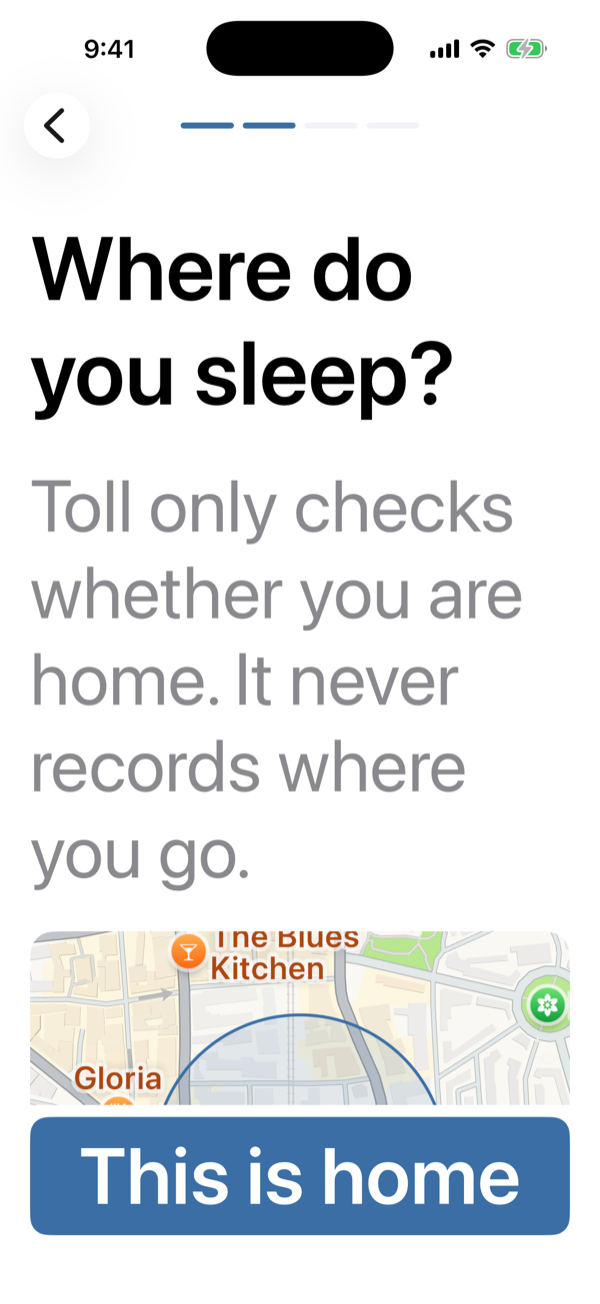 9:41
Where do
you sleep?
Toll only checks
whether you are
home. It never
records where
you go.
The Blues
Kitchen
Gloria
This is home